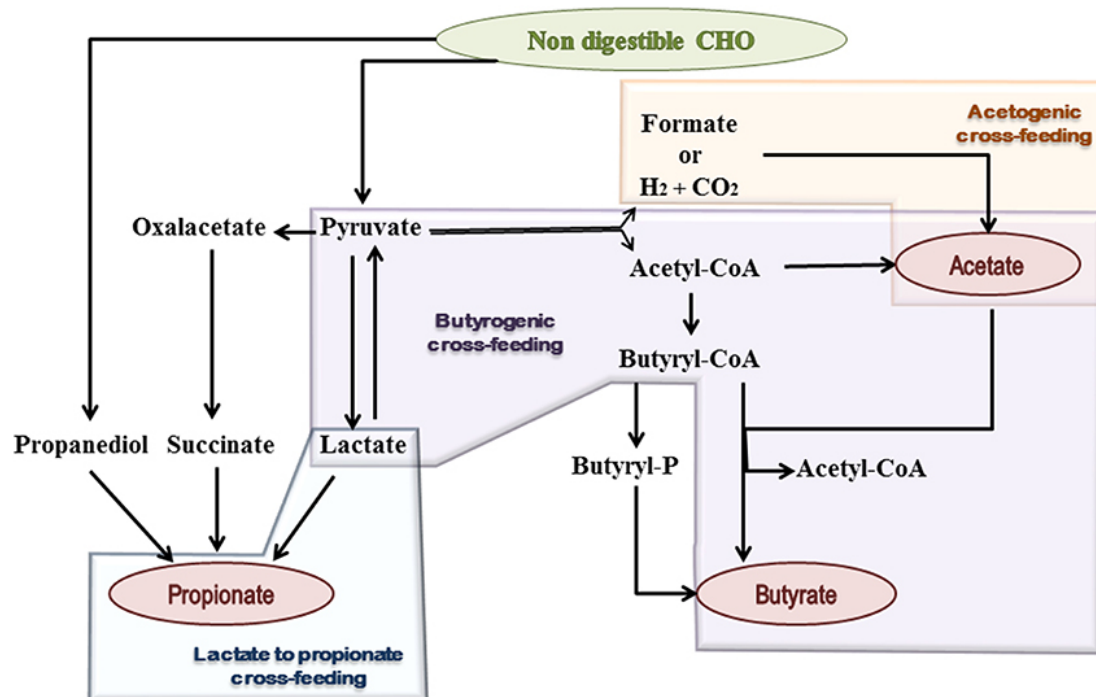 Non digestible CHO
Acetogenic
cross-feeding
Formate
or
H₂ + CO₂
Oxalacetate
Pyruvate
Acetyl-CoA
Acetate
Butyrogenic
cross-feeding
Butyryl-CoA
Propanediol
Succinate
Lactate
Butyryl-P
Acetyl-CoA
Propionate
Butyrate
Lactate to propionate
cross-feeding